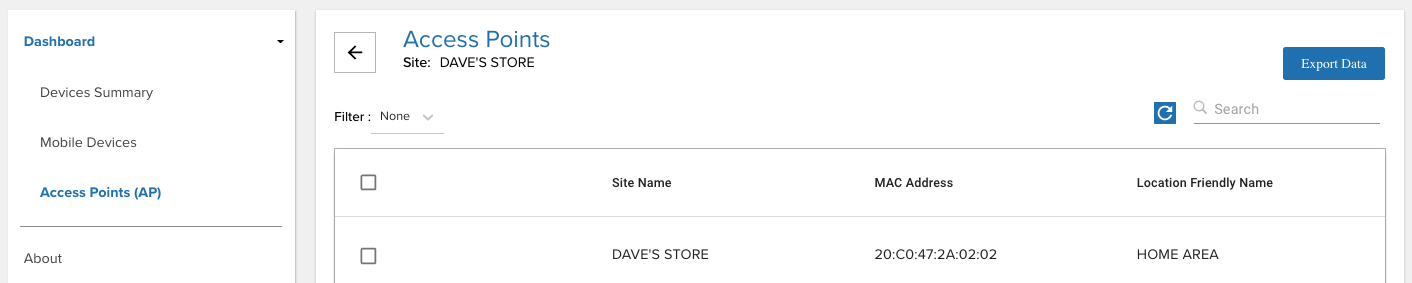 Dashboard
Devices Summary
Mobile Devices
Access Points (AP)
About
Access Points
Site: DAVE'S STORE
Export Data
Filter : None
Search
Site Name MAC Address Location Friendly Name
DAVE'S STORE 20:C0:47:2A:02:02 HOME AREA